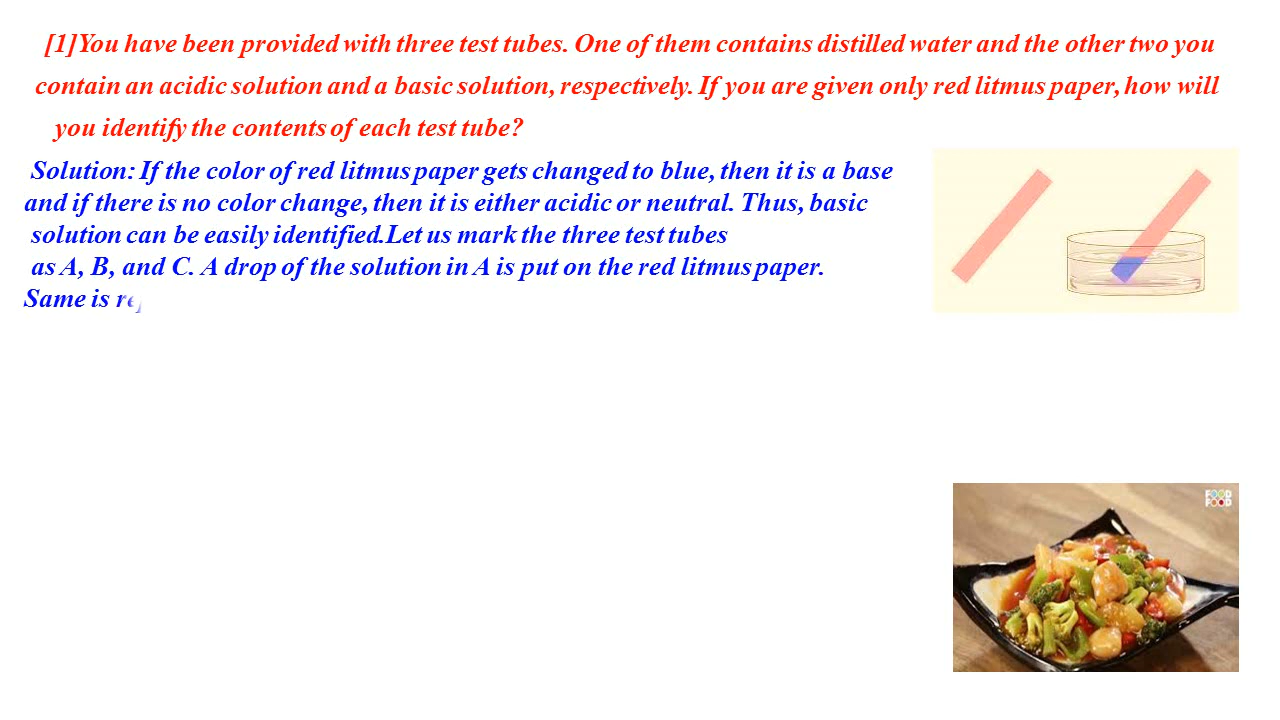 [1]You have been provided with three test tubes. One of them contains distilled water and the other two you
contain an acidic solution and a basic solution, respectively. If you are given only red litmus paper, how will
you identify the contents of each test tube?
Solution: If the color of red litmus paper gets changed to blue, then it is a base
and if there is no color change, then it is either acidic or neutral. Thus, basic
solution can be easily identified.Let us mark the three test tubes
as A, B, and C. A drop of the solution in A is put on the red litmus paper.
Same is
FOOD
FOOD